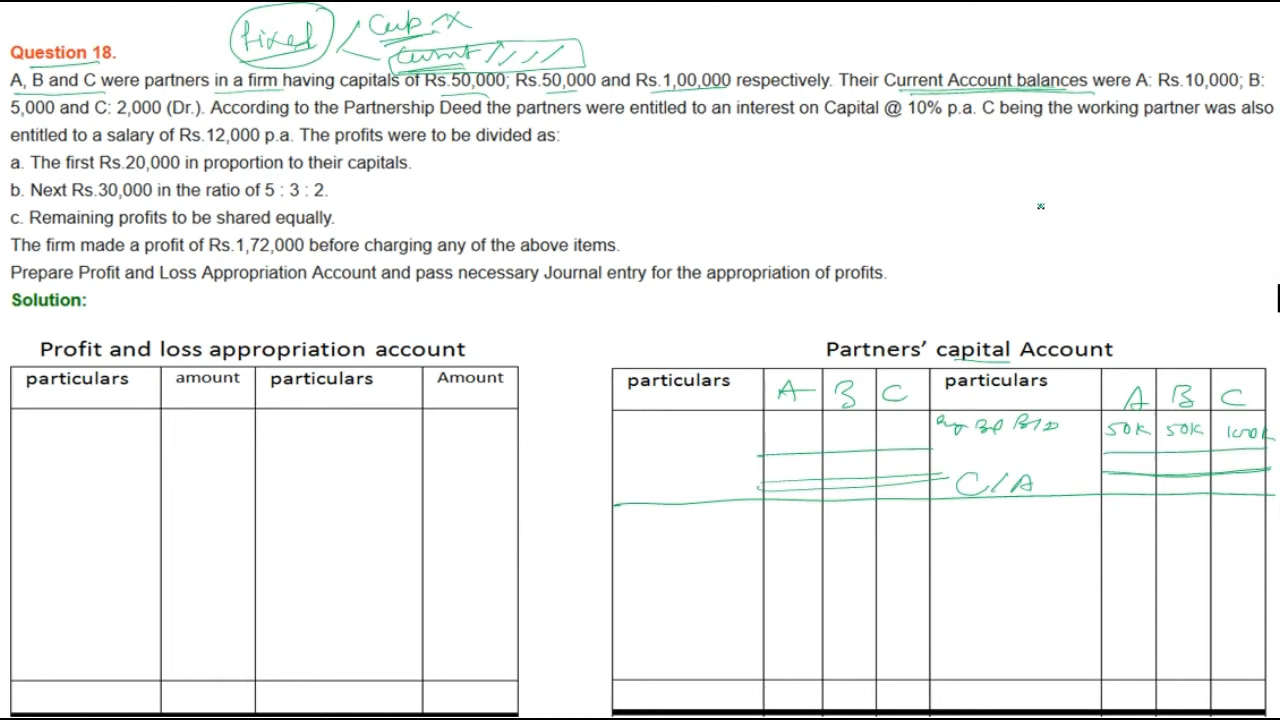 fixed
Cap x
Current
Question 18.
A, B and C were partners in a firm having capitals of Rs.50,000; Rs.50,000 and Rs.1,00,000 respectively. Their Current Account balances were A: Rs.10,000; B:
5,000 and C: 2,000 (Dr.). According to the Partnership Deed the partners were entitled to an interest on Capital @ 10% p.a. C being the working partner was also
entitled to a salary of Rs.12,000 p.a. The profits were to be divided as:
a. The first Rs.20,000 in proportion to their capitals.
b. Next Rs.30,000 in the ratio of 5 : 3 : 2.
c. Remaining profits to be shared equally.
The firm made a profit of Rs.1,72,000 before charging any of the above items.
Prepare Profit and Loss Appropriation Account and pass necessary Journal entry for the appropriation of profits.
Solution:
Profit and loss appropriation account
particulars amount particulars Amount
Partners' capital Account
particulars A B C particulars A B C
B/D 50K 50K 100K
C/A